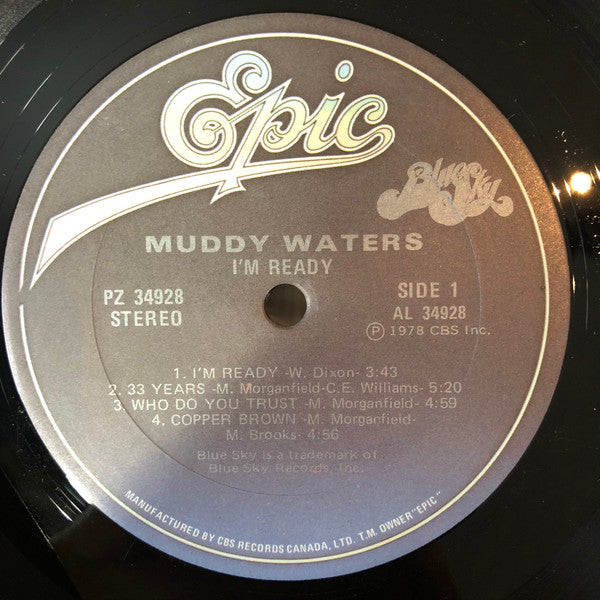 Epic
Blue Sky
MUDDY WATERS
I'M READY
PZ 34928
STEREO
SIDE 1
AL 34928
Ⓟ 1978 CBS Inc.
1. I'M READY -W. Dixon- 3:43
2. 33 YEARS -M. Morganfield-C.E. Williams- 5:20
3. WHO DO YOU TRUST -M. Morganfield- 4:59
4. COPPER BROWN -M. Morganfield-
M. Brooks- 4:56
Blue Sky is a trademark of
Blue Sky Records, Inc.
MANUFACTURED BY CBS RECORDS CANADA, LTD. T.M. OWNER "EPIC"